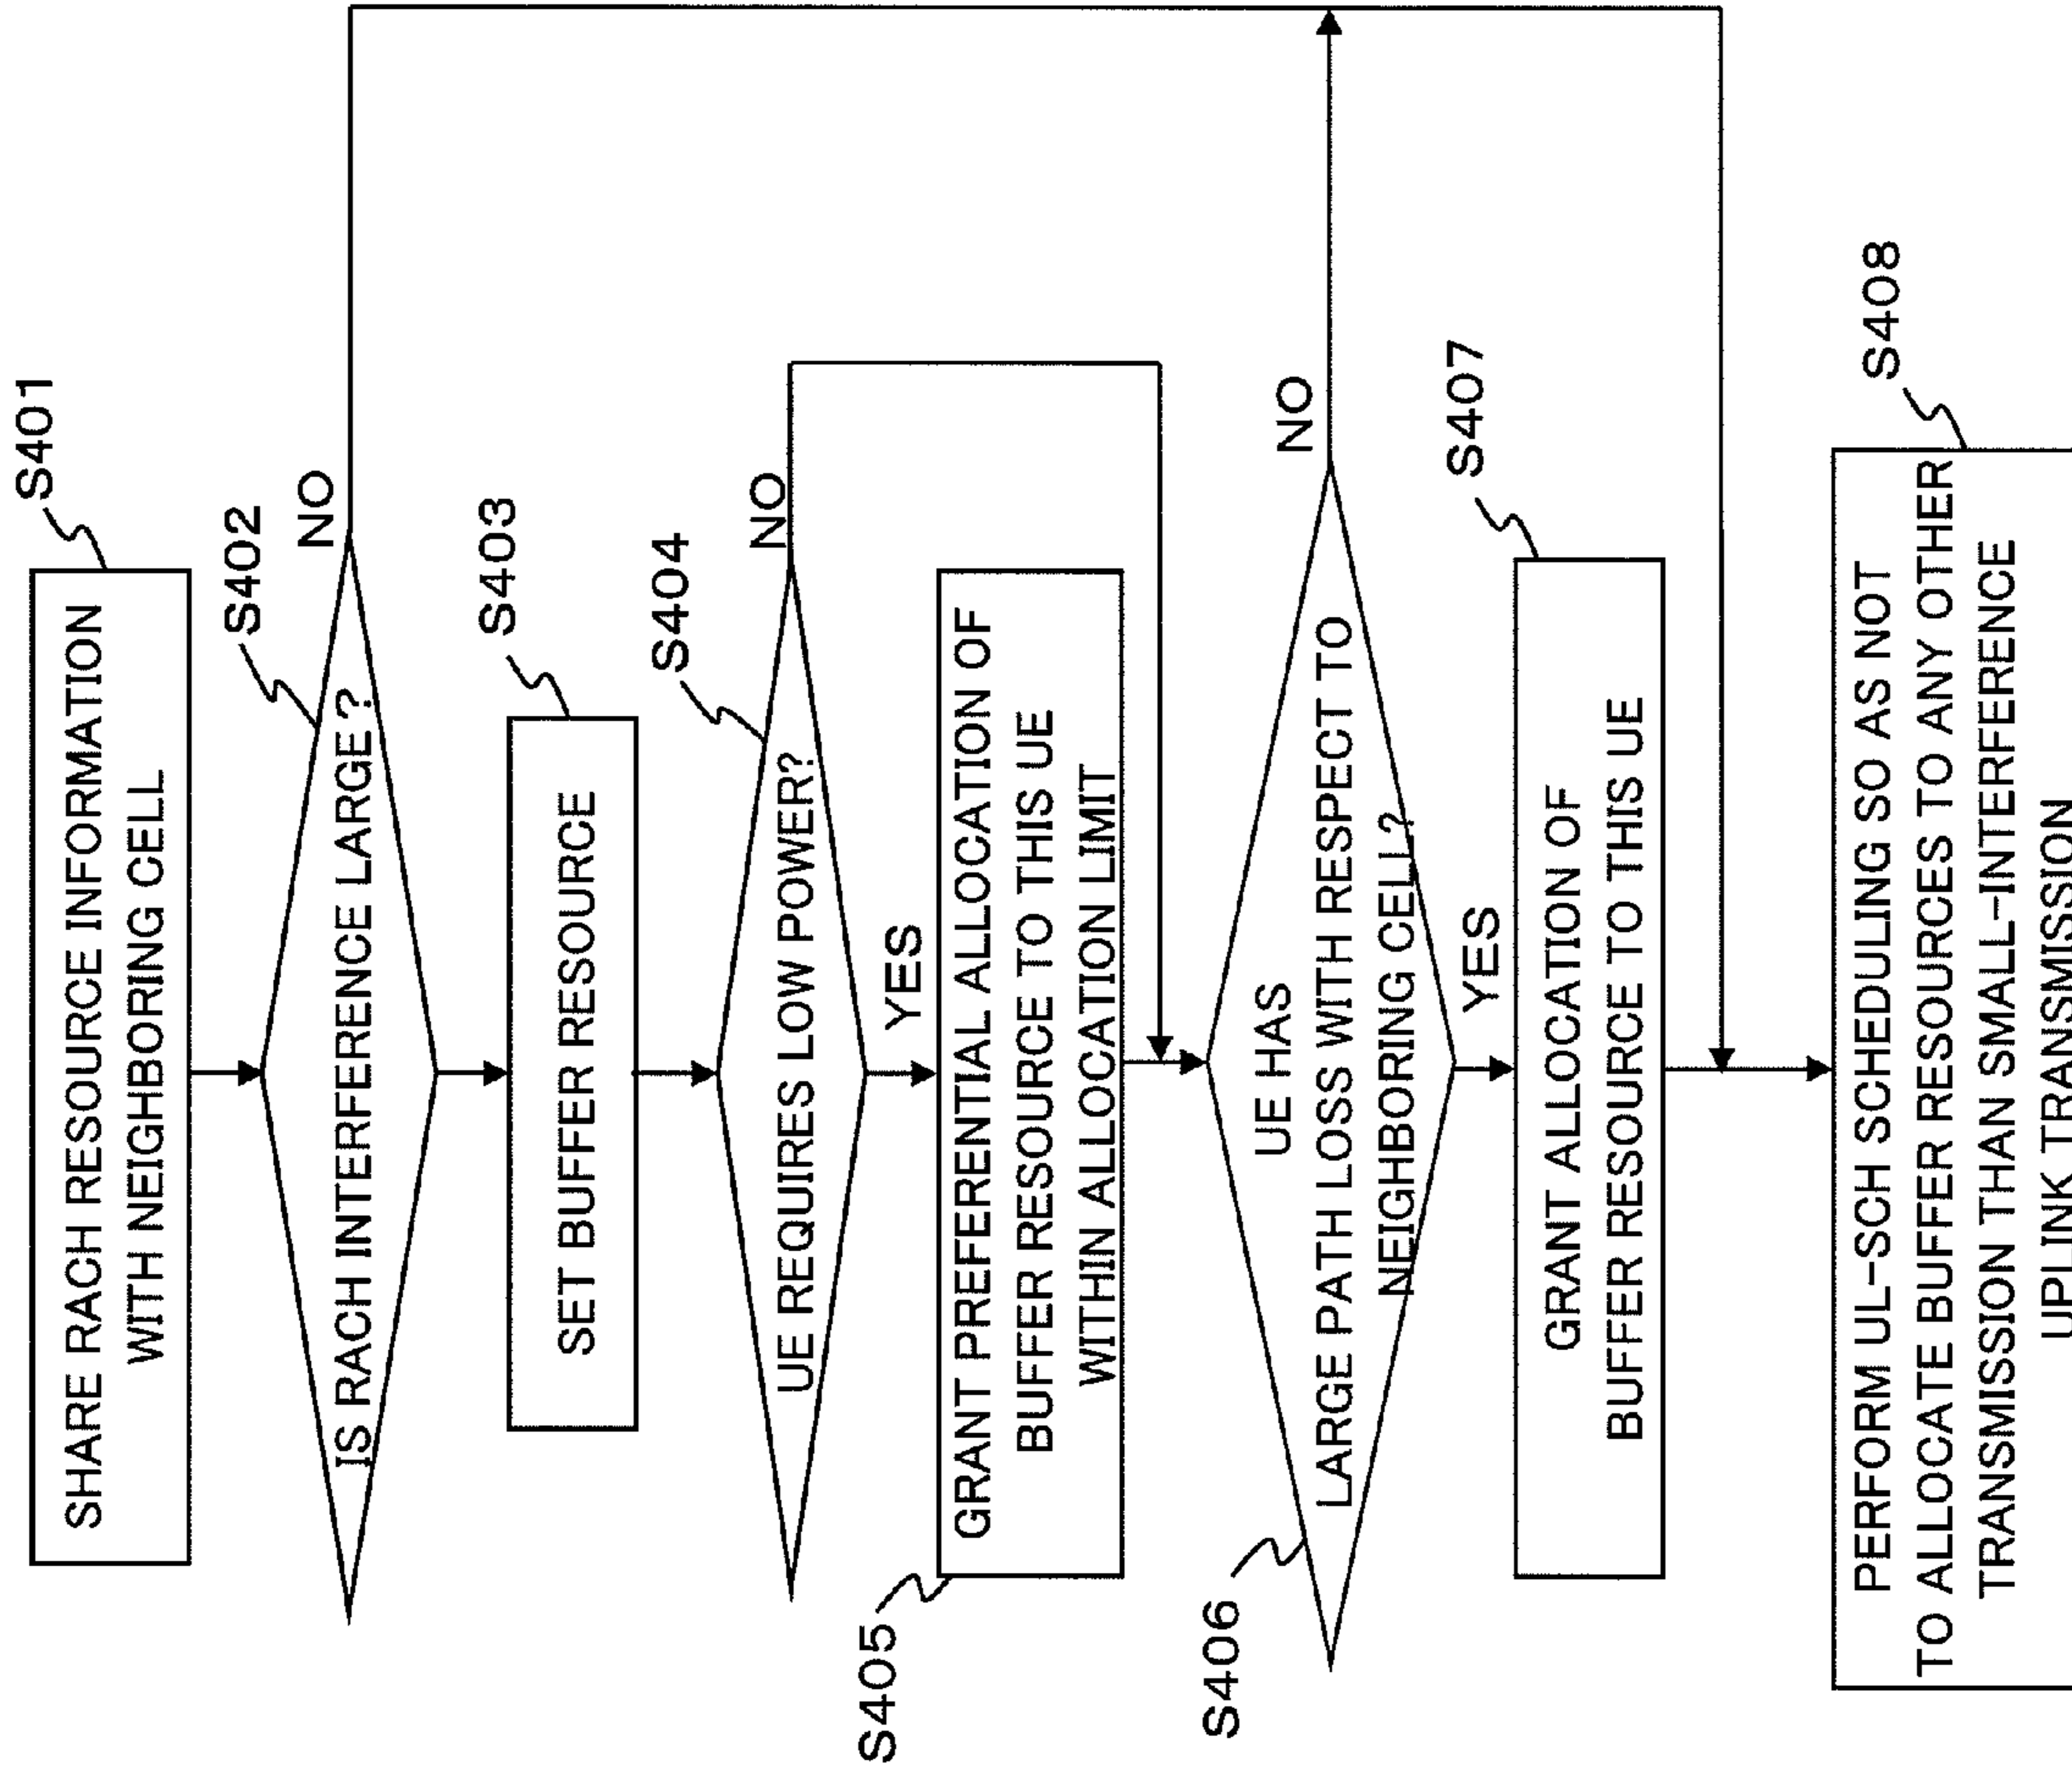 S401
SHARE RACH RESOURCE INFORMATION
WITH NEIGHBORING CELL
S402
IS RACH INTERFERENCE LARGE?
NO
S403
SET BUFFER RESOURCE
S404
UE REQUIRES LOW POWER?
NO
YES
S405
GRANT PREFERENTIAL ALLOCATION OF
BUFFER RESOURCE TO THIS UE
WITHIN ALLOCATION LIMIT
S406
UE HAS
LARGE PATH LOSS WITH RESPECT TO
NEIGHBORING CELL?
NO
YES
S407
GRANT ALLOCATION OF
BUFFER RESOURCE TO THIS UE
S408
PERFORM UL-SCH SCHEDULING SO AS NOT
TO ALLOCATE BUFFER RESOURCES TO ANY OTHER
TRANSMISSION THAN SMALL-INTERFERENCE
UPLINK TRANSMISSION